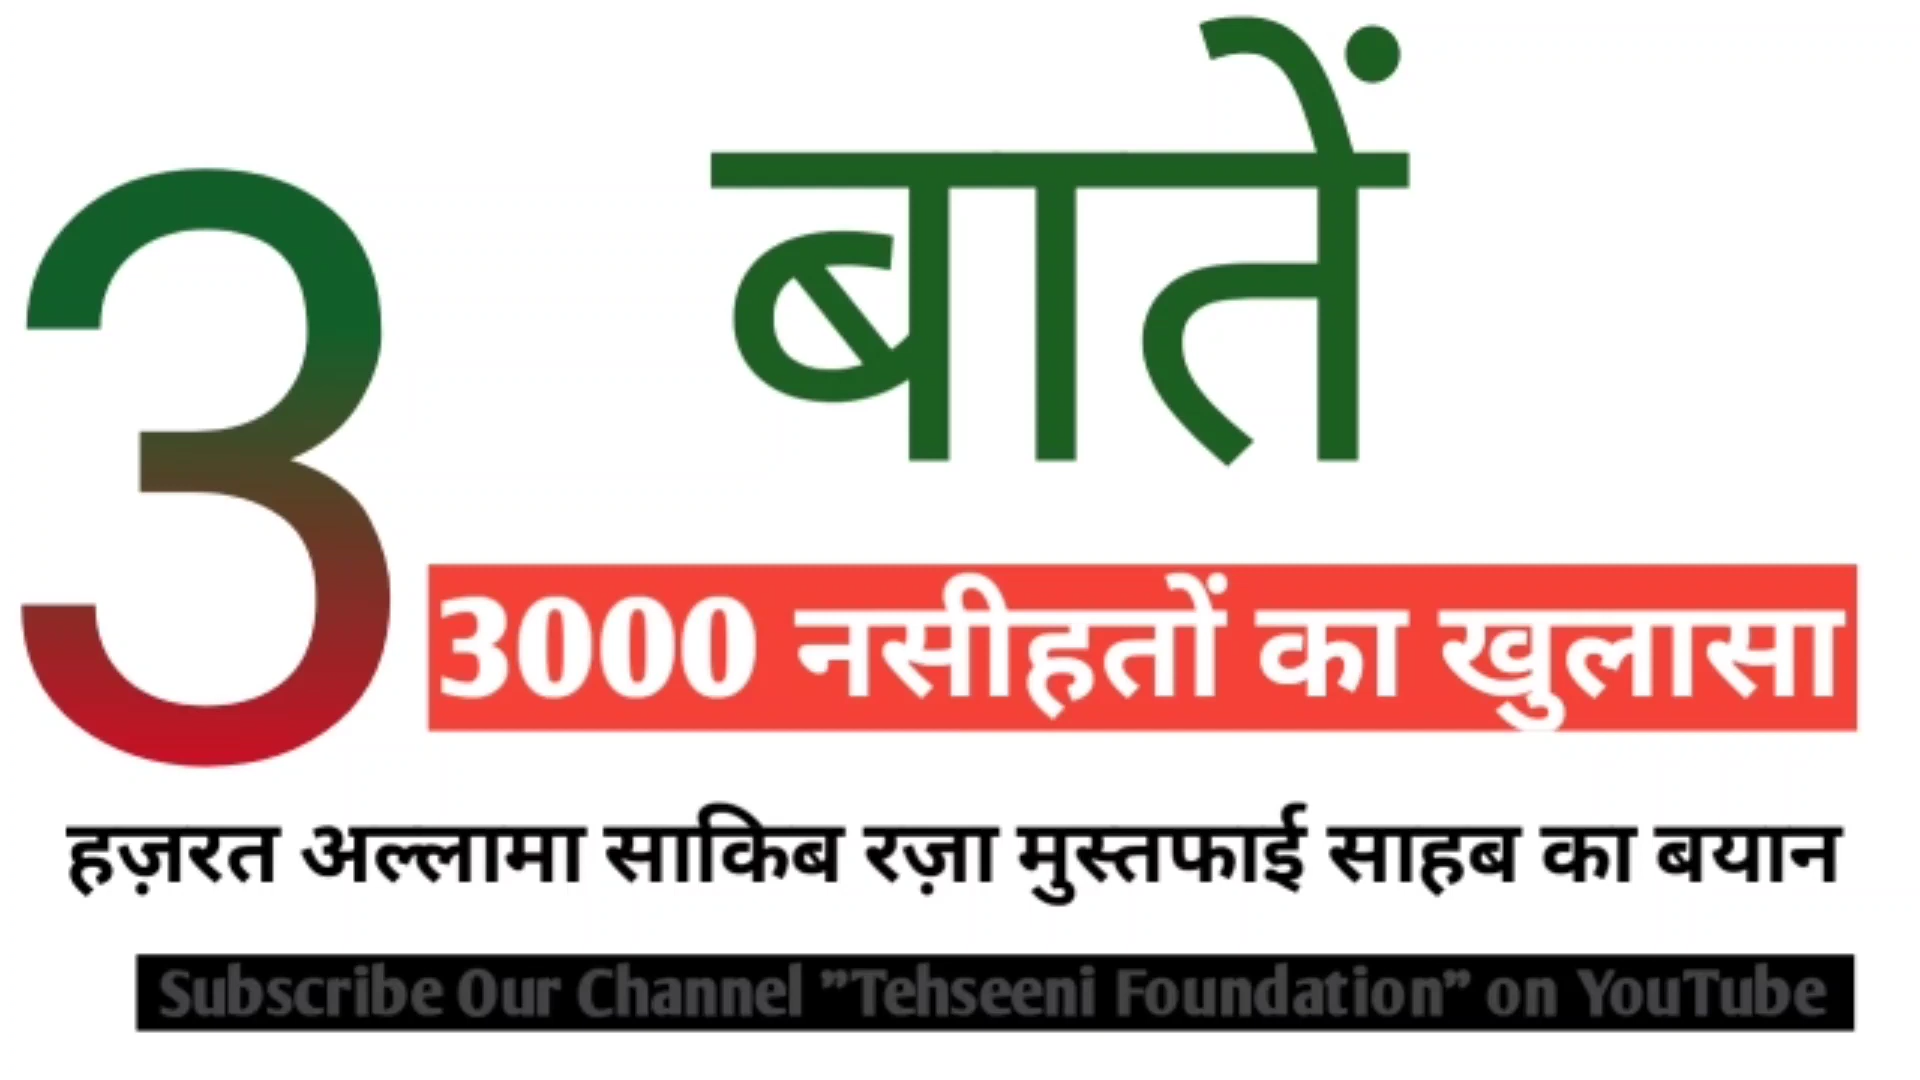 3 बातें
3000 नसीहतों का खुलासा
हज़रत अल्लामा साकिब रज़ा मुस्तफाई साहब का बयान
Subscribe Our Channel "Tehseeni Foundation" on YouTube